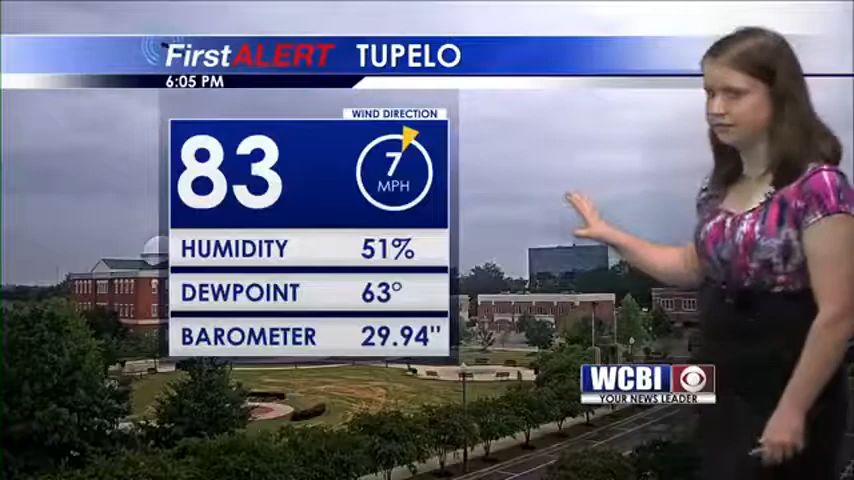 FirstALERT TUPELO
6:05 PM
WIND DIRECTION
83
7
MPH
HUMIDITY 51%
DEWPOINT 63°
BAROMETER 29.94"
WCBI
YOUR NEWS LEADER